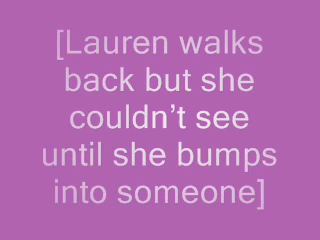 [Lauren walks
back but she
couldn’t see
until she bumps
into someone]